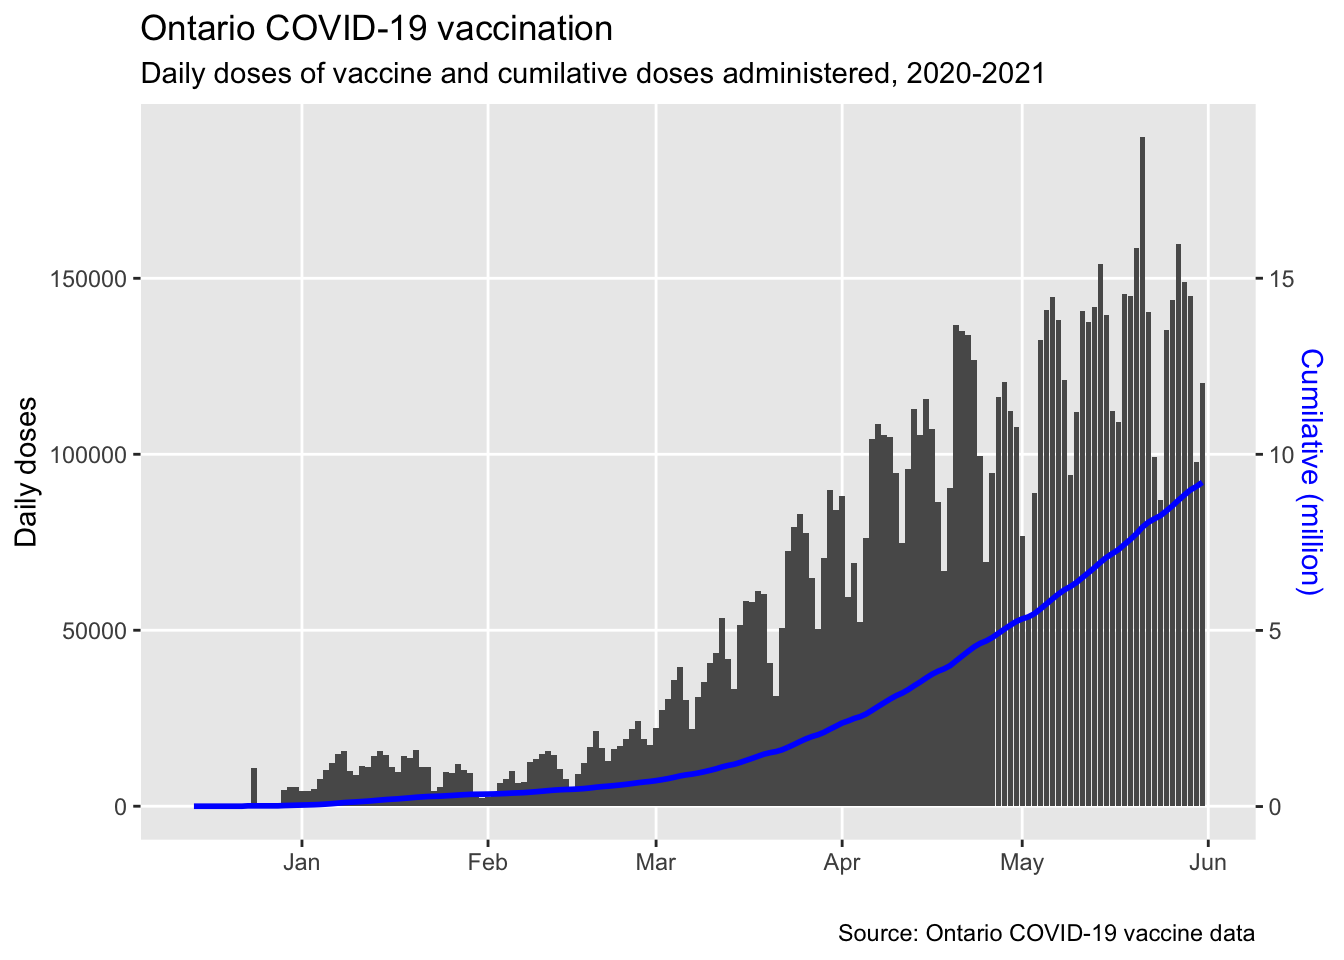 Ontario COVID-19 vaccination
Daily doses of vaccine and cumilative doses administered, 2020-2021
150000
100000
50000
0
Daily doses
15
10
5
0
Cumilative (million)
Jan
Feb
Mar
Apr
May
Jun
Source: Ontario COVID-19 vaccine data